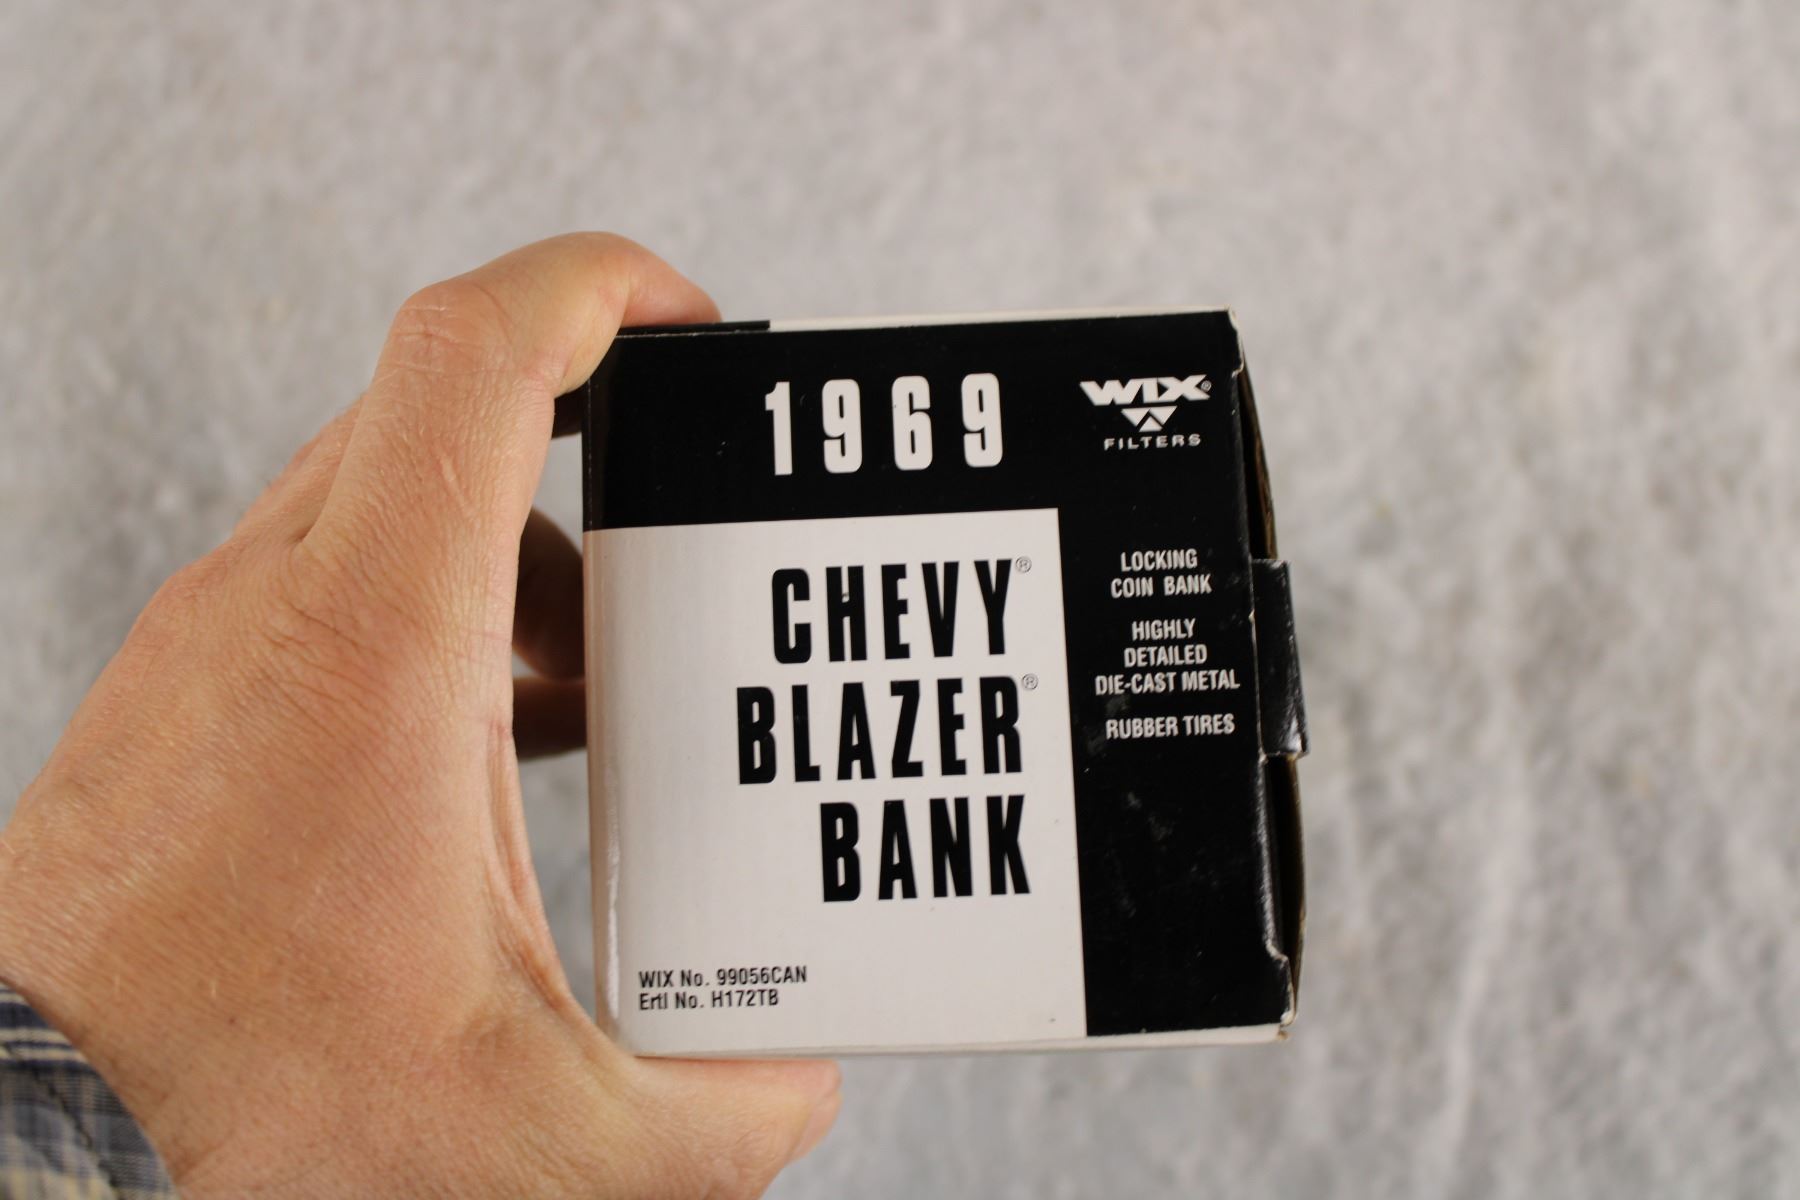 1969
WIX®
FILTERS
CHEVY®
BLAZER®
BANK
LOCKING
COIN BANK
HIGHLY
DETAILED
DIE-CAST METAL
RUBBER TIRES
WIX No. 99056CAN
Ertl No. H172TB